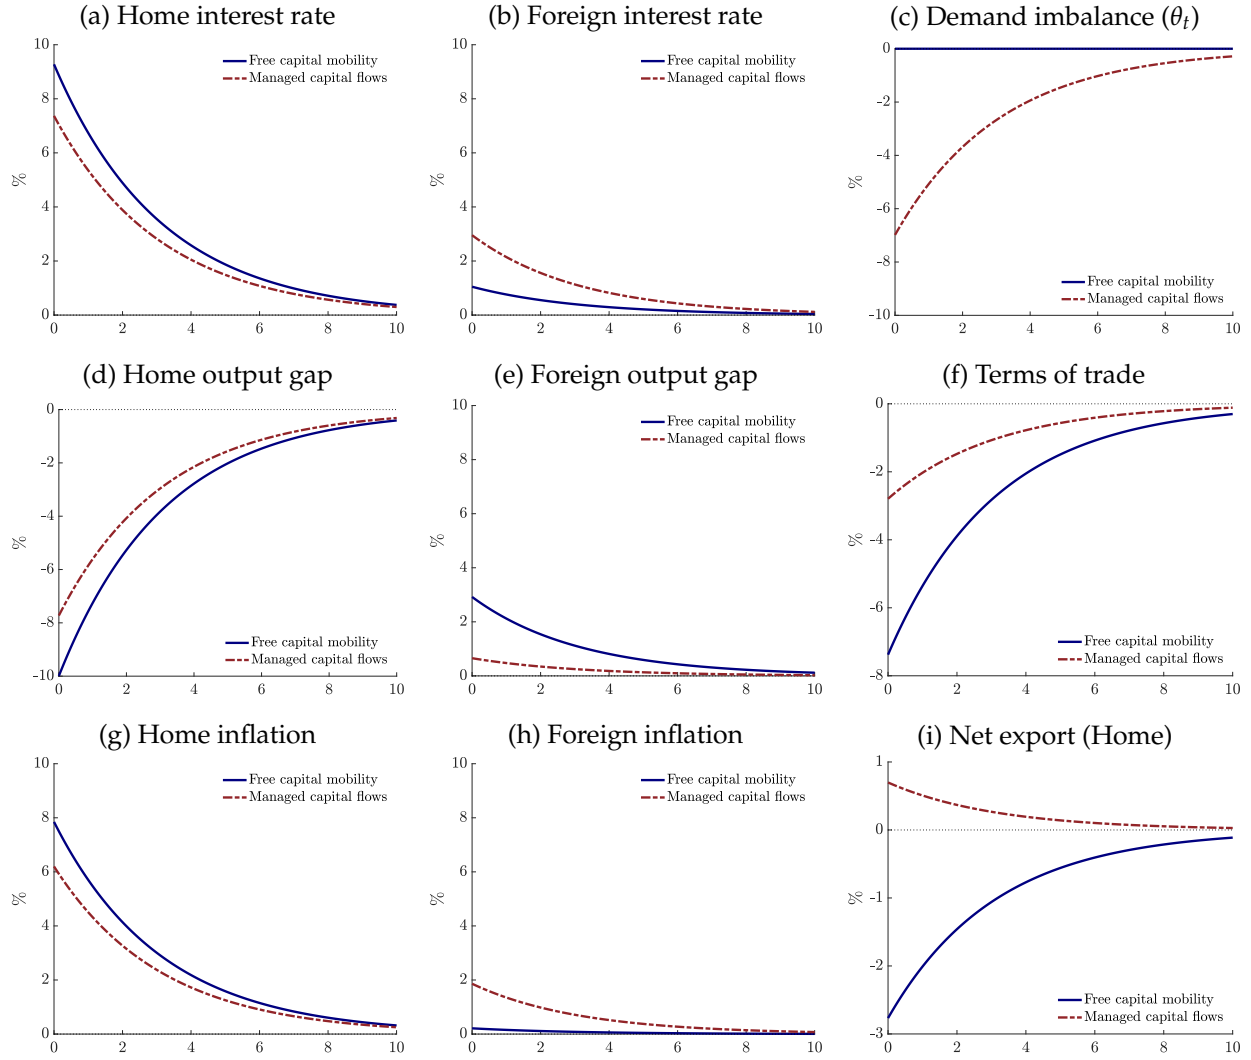 (a) Home interest rate
10
8
6
4
2
0
%
0 2 4 6 8 10
Free capital mobility
Managed capital flows
(b) Foreign interest rate
10
8
6
4
2
0
%
0 2 4 6 8 10
Free capital mobility
Managed capital flows
(c) Demand imbalance (θt)
0
-2
-4
-6
-8
-10
%
0 2 4 6 8 10
Free capital mobility
Managed capital flows
(d) Home output gap
0
-2
-4
-6
-8
-10
%
0 2 4 6 8 10
Free capital mobility
Managed capital flows
(e) Foreign output gap
10
8
6
4
2
0
%
0 2 4 6 8 10
Free capital mobility
Managed capital flows
(f) Terms of trade
0
-2
-4
-6
-8
%
0 2 4 6 8 10
Free capital mobility
Managed capital flows
(g) Home inflation
10
8
6
4
2
0
%
0 2 4 6 8 10
Free capital mobility
Managed capital flows
(h) Foreign inflation
10
8
6
4
2
0
%
0 2 4 6 8 10
Free capital mobility
Managed capital flows
(i) Net export (Home)
1
0
-1
-2
-3
%
0 2 4 6 8 10
Free capital mobility
Managed capital flows